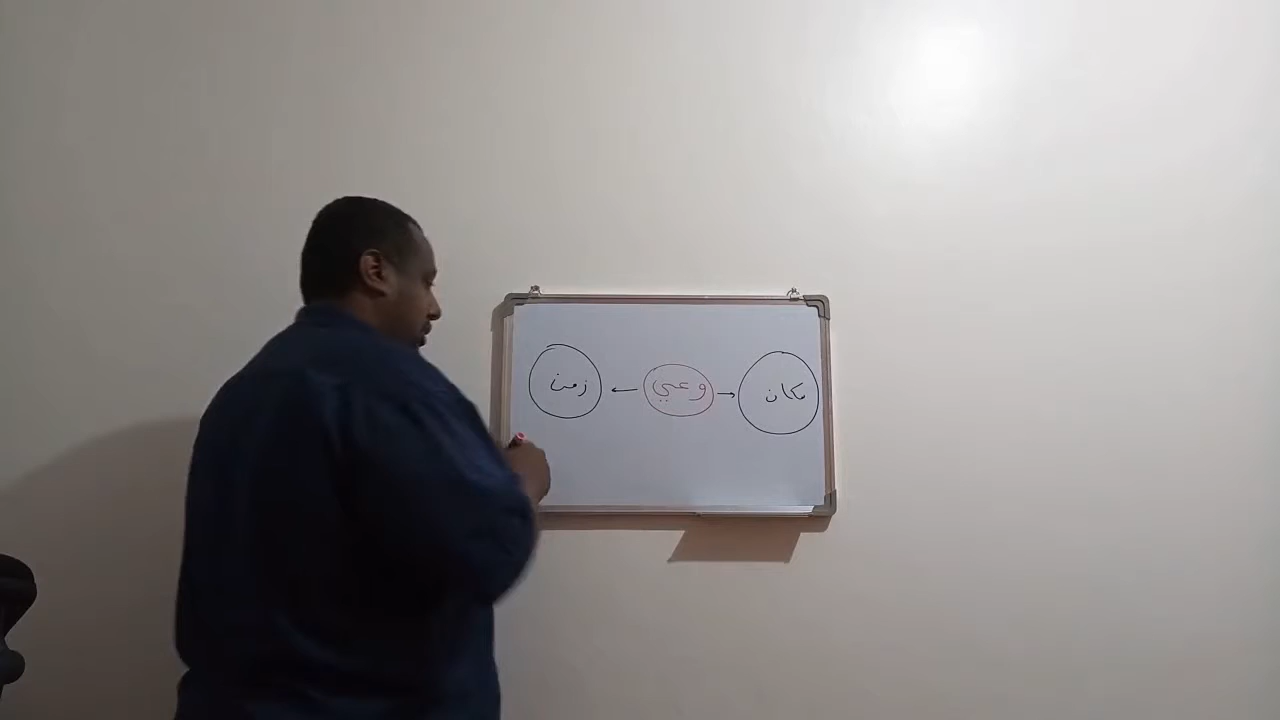 مكان → وعي ← زمن